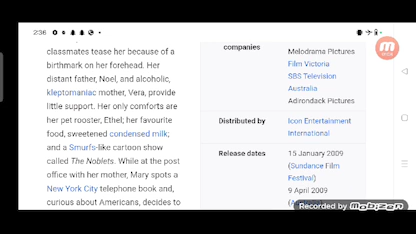 2:36
classmates tease her because of a
birthmark on her forehead. Her
distant father, Noel, and alcoholic,
kleptomaniac mother, Vera, provide
little support. Her only comforts are
her pet rooster, Ethel; her favourite
food, sweetened condensed milk;
and a Smurfs-like cartoon show
called The Noblets. While at the post
office with her mother, Mary spots a
New York City telephone book and,
curious about Americans, decides to
companies
Melodrama Pictures
Film Victoria
SBS Television
Australia
Adirondack Pictures
Distributed by
Icon Entertainment
International
Release dates
15 January 2009
(Sundance Film
Festival)
9 April 2009
Recorded by Mobizen